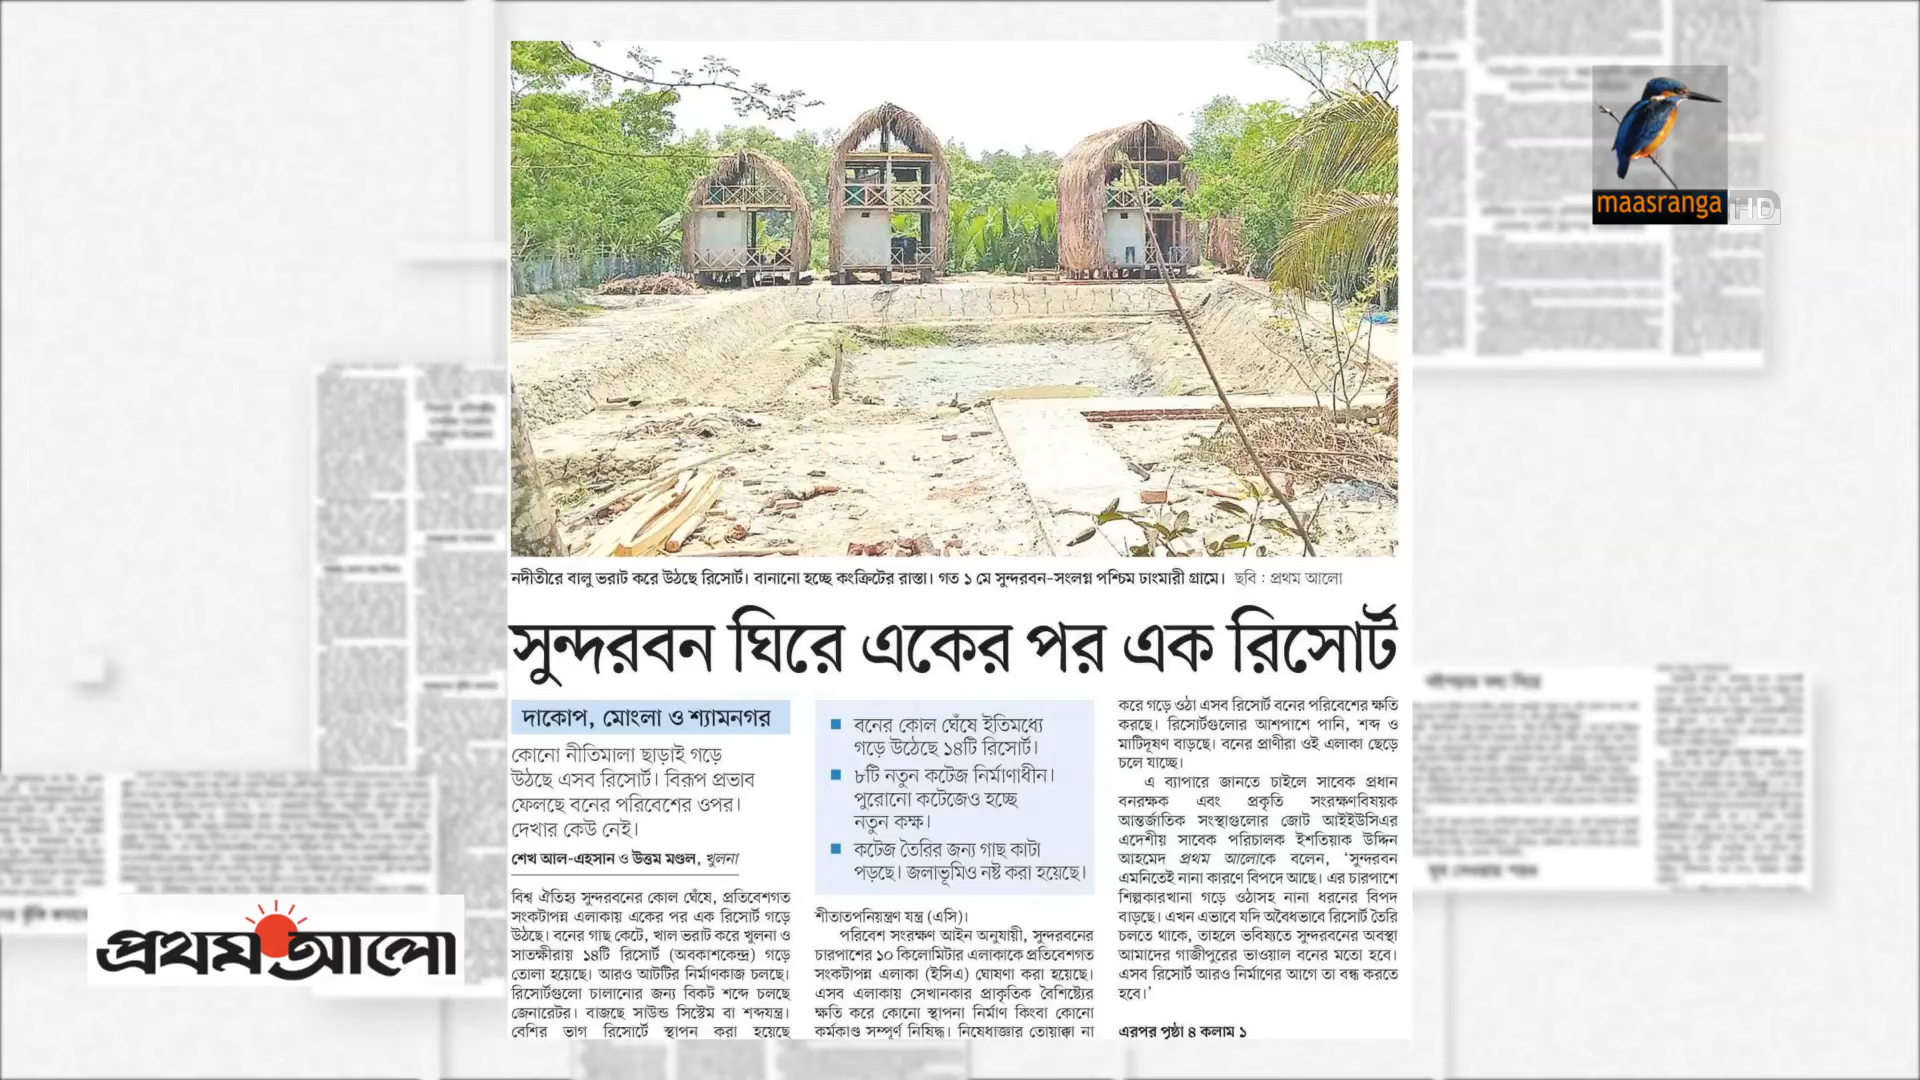 maasranga HD
নদীতীরে বালু ভরাট করে উঠছে রিসোর্ট। বানানো হচ্ছে কংক্রিটের রাস্তা। গত ১ মে সুন্দরবন-সংলগ্ন পশ্চিম ঢাংমারী গ্রামে। ছবি : প্রথম আলো
সুন্দরবন ঘিরে একের পর এক রিসোর্ট
দাকোপ, মোংলা ও শ্যামনগর
কোনো নীতিমালা ছাড়াই গড়ে
উঠছে এসব রিসোর্ট। বিরূপ প্রভাব
ফেলছে বনের পরিবেশের ওপর।
দেখার কেউ নেই।
শেখ আল-এহসান ও উত্তম মণ্ডল, খুলনা
বিশ্ব ঐতিহ্য সুন্দরবনের কোল ঘেঁষে, প্রতিবেশগত
সংকটাপন্ন এলাকায় একের পর এক রিসোর্ট গড়ে
উঠছে। বনের গাছ কেটে, খাল ভরাট করে খুলনা ও
সাতক্ষীরায় ১৪টি রিসোর্ট (অবকাশকেন্দ্র) গড়ে
তোলা হয়েছে। আরও আটটির নির্মাণকাজ চলছে।
রিসোর্টগুলো চালানোর জন্য বিকট শব্দে চলছে
জেনারেটর। বাজছে সাউন্ড সিস্টেম বা শব্দযন্ত্র।
বেশির ভাগ রিসোর্টে স্থাপন করা হয়েছে
বনের কোল ঘেঁষে ইতিমধ্যে
গড়ে উঠেছে ১৪টি রিসোর্ট।
৮টি নতুন কটেজ নির্মাণাধীন।
পুরোনো কটেজেও হচ্ছে
নতুন কক্ষ।
কটেজ তৈরির জন্য গাছ কাটা
পড়ছে। জলাভূমিও নষ্ট করা হয়েছে।
শীতাতপনিয়ন্ত্রণ যন্ত্র (এসি)।
পরিবেশ সংরক্ষণ আইন অনুযায়ী, সুন্দরবনের
চারপাশের ১০ কিলোমিটার এলাকাকে প্রতিবেশগত
সংকটাপন্ন এলাকা (ইসিএ) ঘোষণা করা হয়েছে।
এসব এলাকায় সেখানকার প্রাকৃতিক বৈশিষ্ট্যের
ক্ষতি করে কোনো স্থাপনা নির্মাণ কিংবা কোনো
কর্মকাণ্ড সম্পূর্ণ নিষিদ্ধ। নিষেধাজ্ঞার তোয়াক্কা না
করে গড়ে ওঠা এসব রিসোর্ট বনের পরিবেশের ক্ষতি
করছে। রিসোর্টগুলোর আশপাশে পানি, শব্দ ও
মাটিদূষণ বাড়ছে। বনের প্রাণীরা ওই এলাকা ছেড়ে
চলে যাচ্ছে।
এ ব্যাপারে জানতে চাইলে সাবেক প্রধান
বনরক্ষক এবং প্রকৃতি সংরক্ষণবিষয়ক
আন্তর্জাতিক সংস্থাগুলোর জোট আইইউসিএর
এদেশীয় সাবেক পরিচালক ইশতিয়াক উদ্দিন
আহমেদ প্রথম আলোকে বলেন, ‘সুন্দরবন
এমনিতেই নানা কারণে বিপদে আছে। এর চারপাশে
শিল্পকারখানা গড়ে ওঠাসহ নানা ধরনের বিপদ
বাড়ছে। এখন এভাবে যদি অবৈধভাবে রিসোর্ট তৈরি
চলতে থাকে, তাহলে ভবিষ্যতে সুন্দরবনের অবস্থা
আমাদের গাজীপুরের ভাওয়াল বনের মতো হবে।
এসব রিসোর্ট আরও নির্মাণের আগে তা বন্ধ করতে
হবে।’
এরপর পৃষ্ঠা ৪ কলাম ১
প্রথম আলো